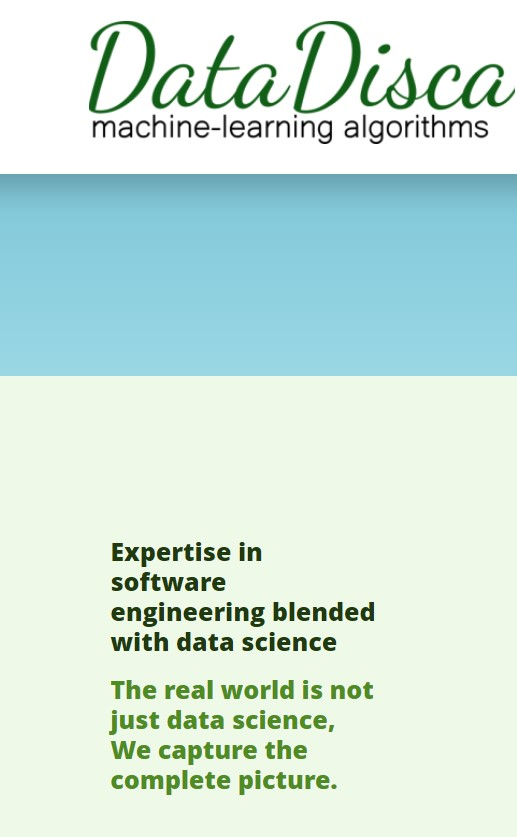 DataDisca
machine-learning algorithms
Expertise in
software
engineering blended
with data science
The real world is not
just data science,
We capture the
complete picture.